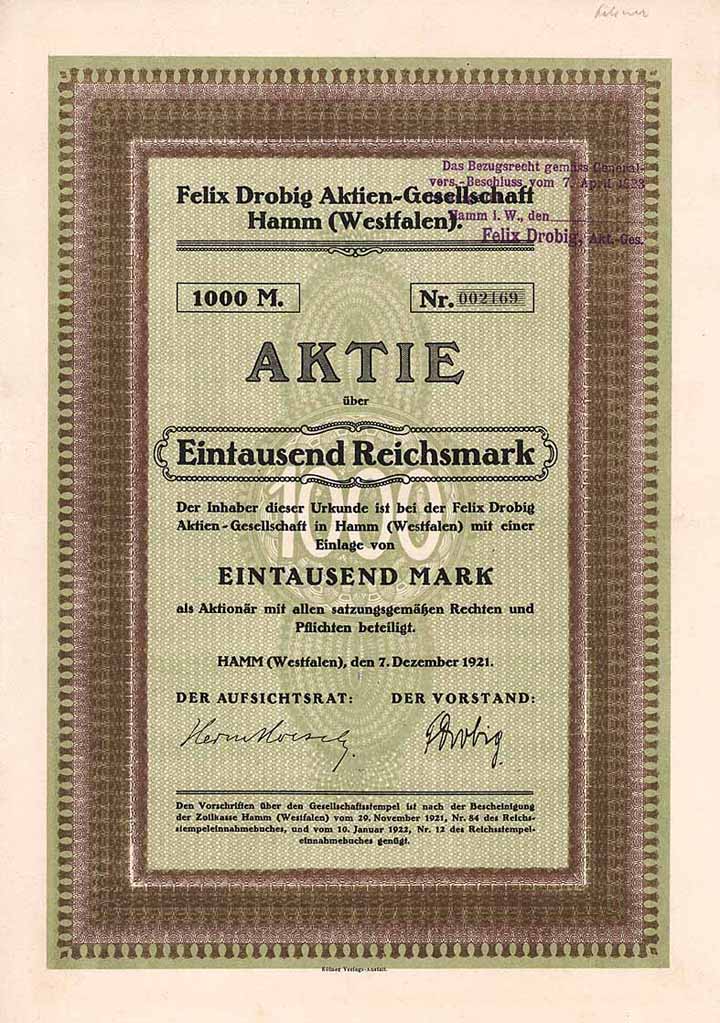 Das Bezugsrecht gemäss General-
vers.-Beschluss vom 7. April 1923
Hamm i. W., den
Felix Drobig, Akt.-Ges.
Felix Drobig Aktien-Gesellschaft
Hamm (Westfalen).
1000 M.
Nr. 002169
AKTIE
über
Eintausend Reichsmark
1000
Der Inhaber dieser Urkunde ist bei der Felix Drobig
Aktien-Gesellschaft in Hamm (Westfalen) mit einer
Einlage von
EINTAUSEND MARK
als Aktionär mit allen satzungsgemäßen Rechten und
Pflichten beteiligt.
HAMM (Westfalen), den 7. Dezember 1921.
DER AUFSICHTSRAT: DER VORSTAND:
FDrobig
Den Vorschriften über den Gesellschaftsstempel ist nach der Bescheinigung
der Zollkasse Hamm (Westfalen) vom 29. November 1921, Nr. 84 des Reichs-
stempeleinnahmebuches, und vom 10. Januar 1922, Nr. 12 des Reichsstempel-
einnahmebuches genügt.
Kölner Verlags-Anstalt.